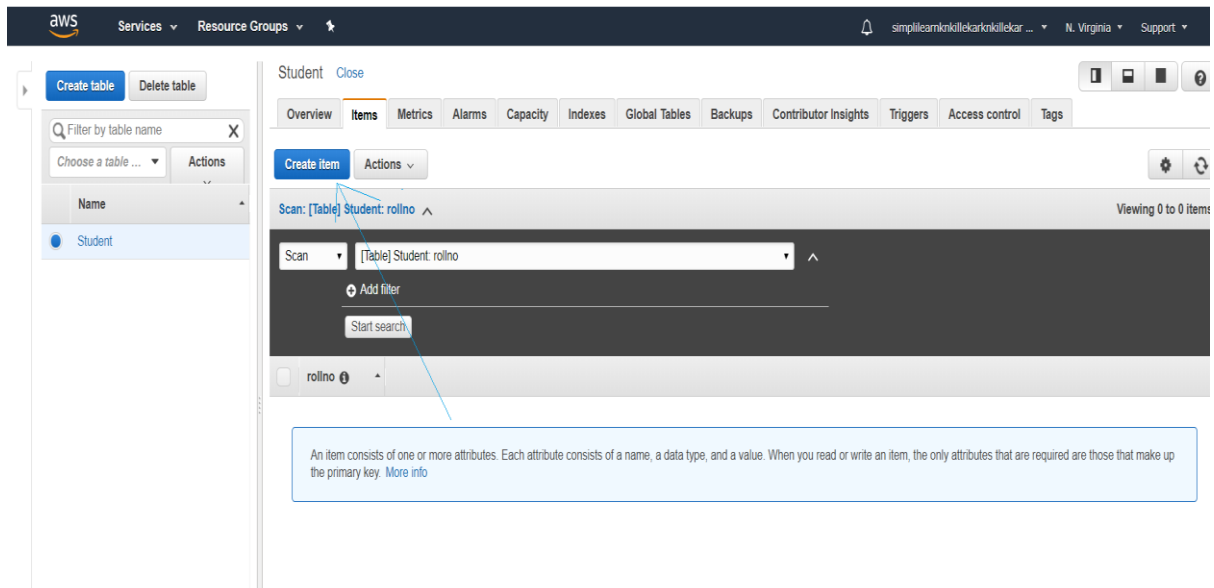 aws Services Resource Groups simplilearnknkillekarknkillekar ... N. Virginia Support
Create table Delete table
Filter by table name X
Choose a table ... Actions
Name
Student
Student Close
Overview Items Metrics Alarms Capacity Indexes Global Tables Backups Contributor Insights Triggers Access control Tags
Create item Actions
Scan: [Table] Student: rollno Viewing 0 to 0 items
Scan [Table] Student: rollno
Add filter
Start search
rollno
An item consists of one or more attributes. Each attribute consists of a name, a data type, and a value. When you read or write an item, the only attributes that are required are those that make up
the primary key. More info